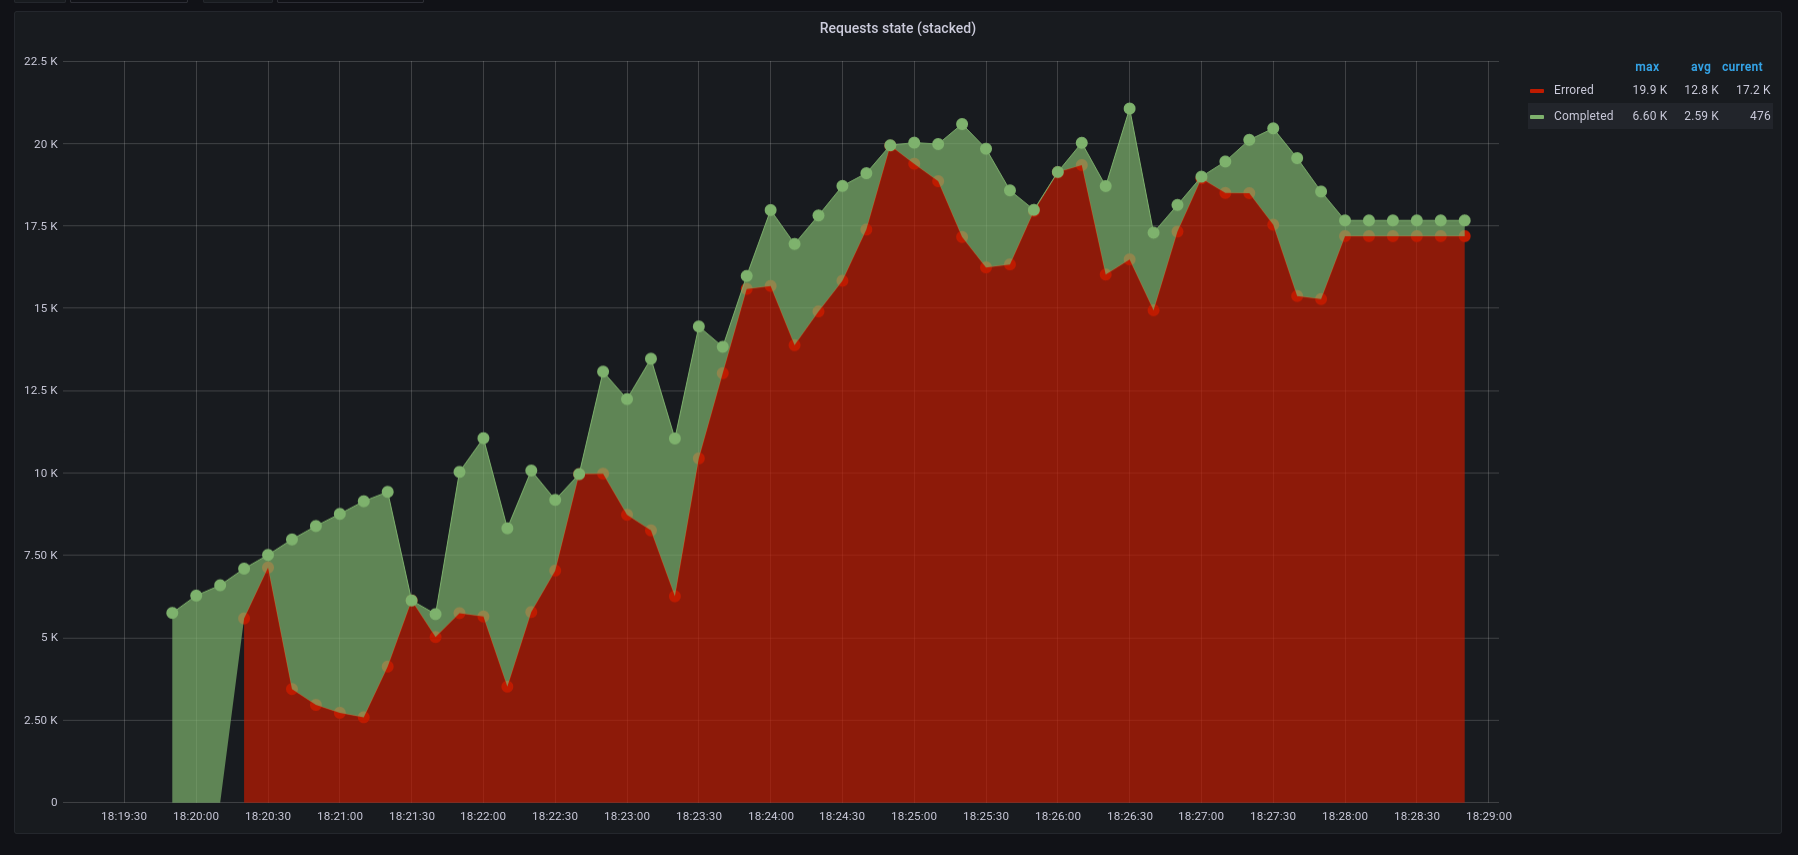 Requests state (stacked)
max avg current
Errored 19.9 K 12.8 K 17.2 K
Completed 6.60 K 2.59 K 476
22.5 K
20 K
17.5 K
15 K
12.5 K
10 K
7.50 K
5 K
2.50 K
0
18:19:30 18:20:00 18:20:30 18:21:00 18:21:30 18:22:00 18:22:30 18:23:00 18:23:30 18:24:00 18:24:30 18:25:00 18:25:30 18:26:00 18:26:30 18:27:00 18:27:30 18:28:00 18:28:30 18:29:00